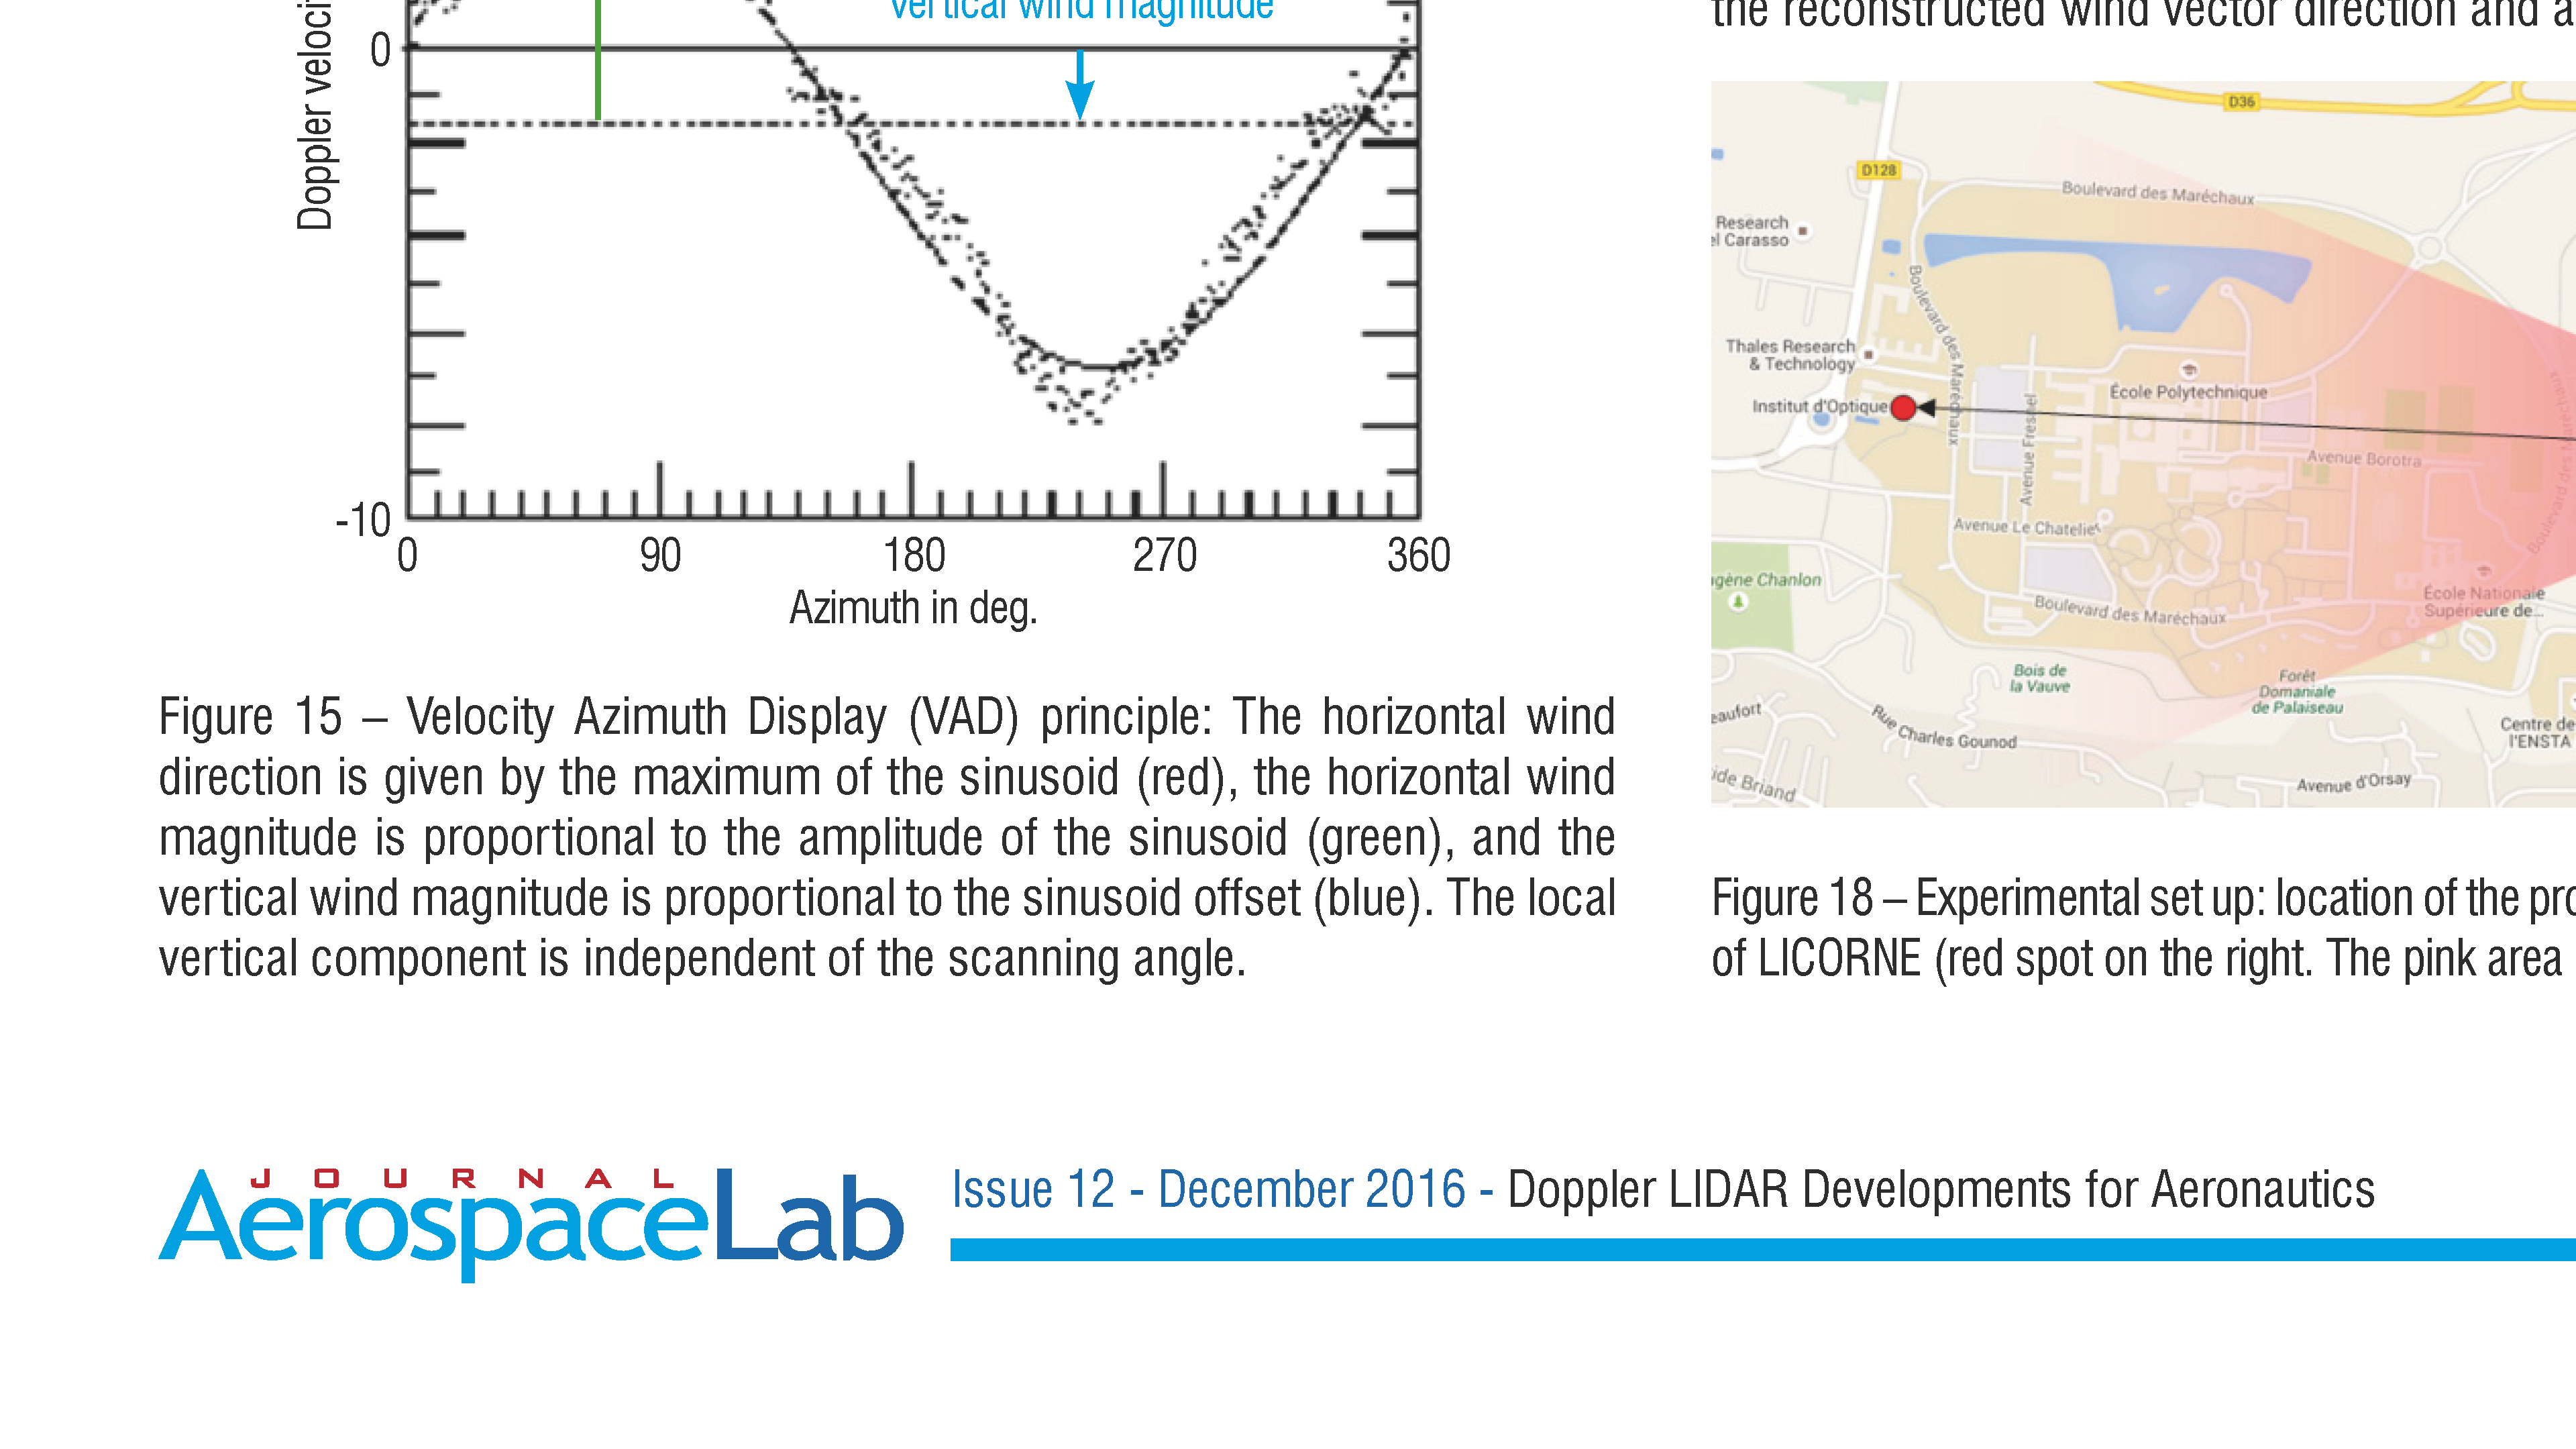 vertical wind magnitude
Doppler veloci
0
-10
0
90
180
270
360
Azimuth in deg.
Figure 15 – Velocity Azimuth Display (VAD) principle: The horizontal wind
direction is given by the maximum of the sinusoid (red), the horizontal wind
magnitude is proportional to the amplitude of the sinusoid (green), and the
vertical wind magnitude is proportional to the sinusoid offset (blue). The local
vertical component is independent of the scanning angle.
the reconstructed wind vector direction and a
D36
D128
Boulevard des Maréchaux
Research
el Carasso
Boulevard des Maréchaux
Thales Research
& Technology
École Polytechnique
Institut d'Optique
Avenue Fresnel
Avenue Borotra
Boulevard des Maréchaux
Avenue Le Chatelier
gène Chanlon
École Nationale
Supérieure de...
Boulevard des Maréchaux
Bois de
la Vauve
Forêt
Domaniale
de Palaiseau
eaufort
Rue Charles Gounod
Centre de
l'ENSTA
ide Briand
Avenue d'Orsay
Figure 18 – Experimental set up: location of the pro
of LICORNE (red spot on the right. The pink area
JOURNAL
AerospaceLab
Issue 12 - December 2016 - Doppler LIDAR Developments for Aeronautics